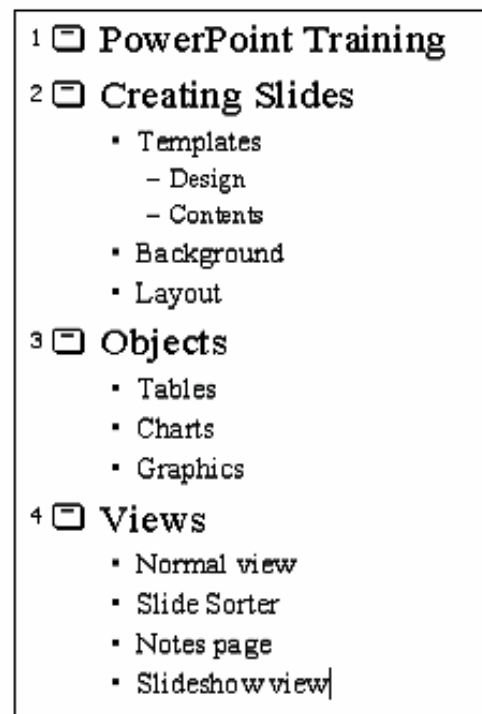 1 PowerPoint Training
2 Creating Slides
▪ Templates
– Design
– Contents
▪ Background
▪ Layout
3 Objects
▪ Tables
▪ Charts
▪ Graphics
4 Views
▪ Normal view
▪ Slide Sorter
▪ Notes page
▪ Slideshow view